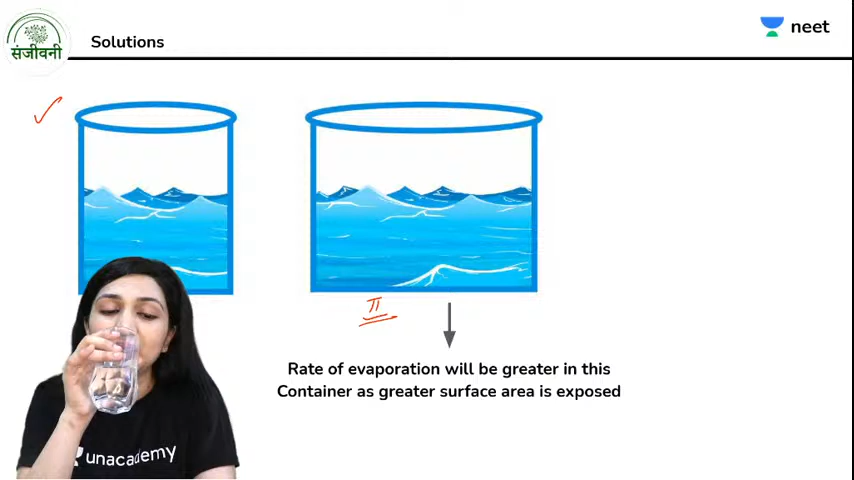 संजीवनी
Solutions
neet
II
Rate of evaporation will be greater in this
Container as greater surface area is exposed
unacademy